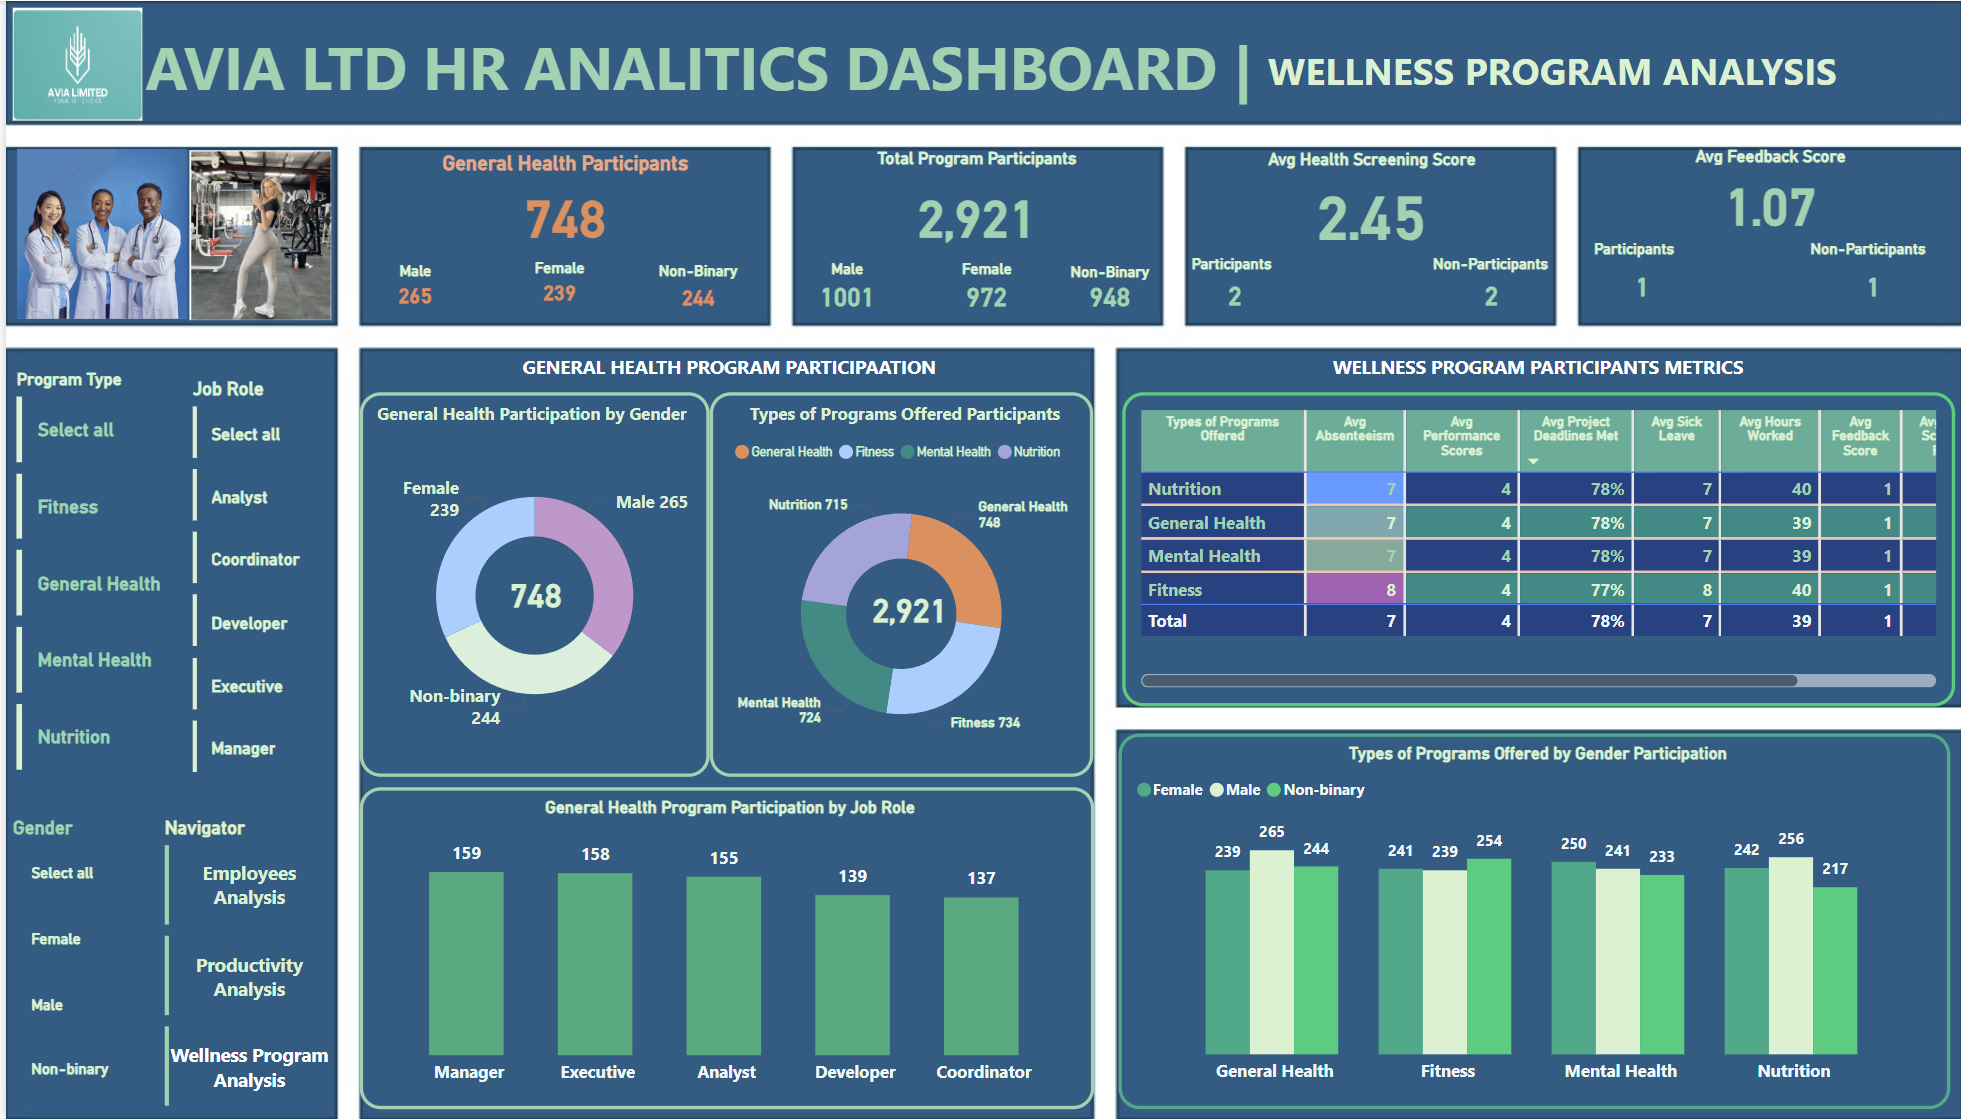 AVIA LIMITED
AVIA LTD HR ANALITICS DASHBOARD | WELLNESS PROGRAM ANALYSIS
General Health Participants
748
Male
Female
Non-Binary
265
239
244
Total Program Participants
2,921
Male
Female
Non-Binary
1001
972
948
Avg Health Screening Score
2.45
Participants
Non-Participants
2
2
Avg Feedback Score
1.07
Participants
Non-Participants
1
1
Program Type
Select all
Fitness
General Health
Mental Health
Nutrition
Job Role
Select all
Analyst
Coordinator
Developer
Executive
Manager
Gender
Select all
Female
Male
Non-binary
Navigator
Employees
Analysis
Productivity
Analysis
Wellness Program
Analysis
GENERAL HEALTH PROGRAM PARTICIPAATION
General Health Participation by Gender
Female
239
Male 265
748
Non-binary
244
Types of Programs Offered Participants
General Health Fitness Mental Health Nutrition
Nutrition 715
General Health
748
2,921
Mental Health
724
Fitness 734
General Health Program Participation by Job Role
159
158
155
139
137
Manager
Executive
Analyst
Developer
Coordinator
WELLNESS PROGRAM PARTICIPANTS METRICS
Types of Programs
Offered
Avg
Absenteeism
Avg
Performance
Scores
Avg Project
Deadlines Met
Avg Sick
Leave
Avg Hours
Worked
Avg
Feedback
Score
Nutrition 7 4 78% 7 40 1
General Health 7 4 78% 7 39 1
Mental Health 7 4 78% 7 39 1
Fitness 8 4 77% 8 40 1
Total 7 4 78% 7 39 1
Types of Programs Offered by Gender Participation
Female Male Non-binary
239 265 244
241 239 254
250 241 233
242 256 217
General Health
Fitness
Mental Health
Nutrition